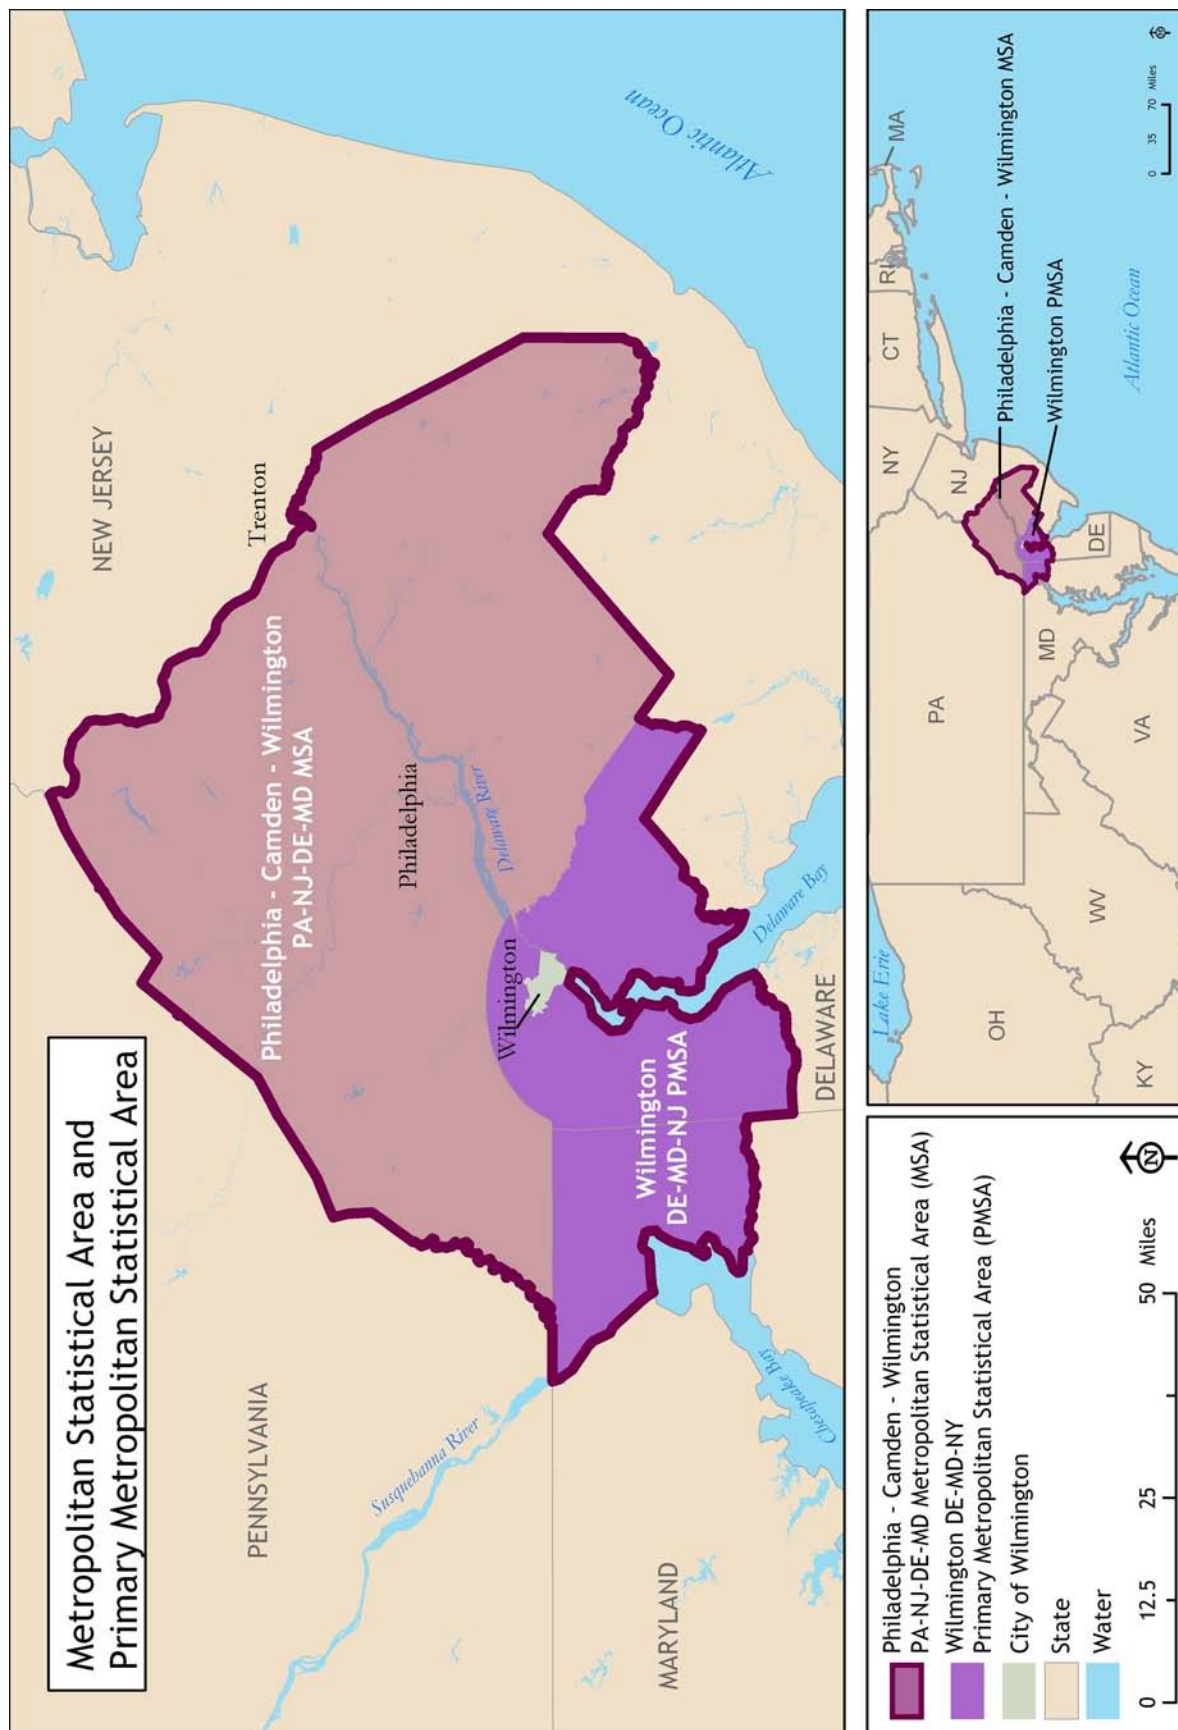 Metropolitan Statistical Area and
Primary Metropolitan Statistical Area
NEW JERSEY
Trenton
Atlantic Ocean
Philadelphia - Camden - Wilmington
PA-NJ-DE-MD MSA
Philadelphia
Delaware River
PENNSYLVANIA
Susquehanna River
Wilmington
Wilmington
DE-MD-NJ PMSA
Delaware Bay
DELAWARE
Chesapeake Bay
MARYLAND
Philadelphia - Camden - Wilmington
PA-NJ-DE-MD Metropolitan Statistical Area (MSA)
Wilmington DE-MD-NY
Primary Metropolitan Statistical Area (PMSA)
City of Wilmington
State
Water
0 12.5 25 50 Miles
N
Lake Erie
NY
CT
RI
MA
PA
NJ
Philadelphia - Camden - Wilmington MSA
OH
Wilmington PMSA
MD
DE
WV
VA
KY
Atlantic Ocean
0 35 70 Miles
N